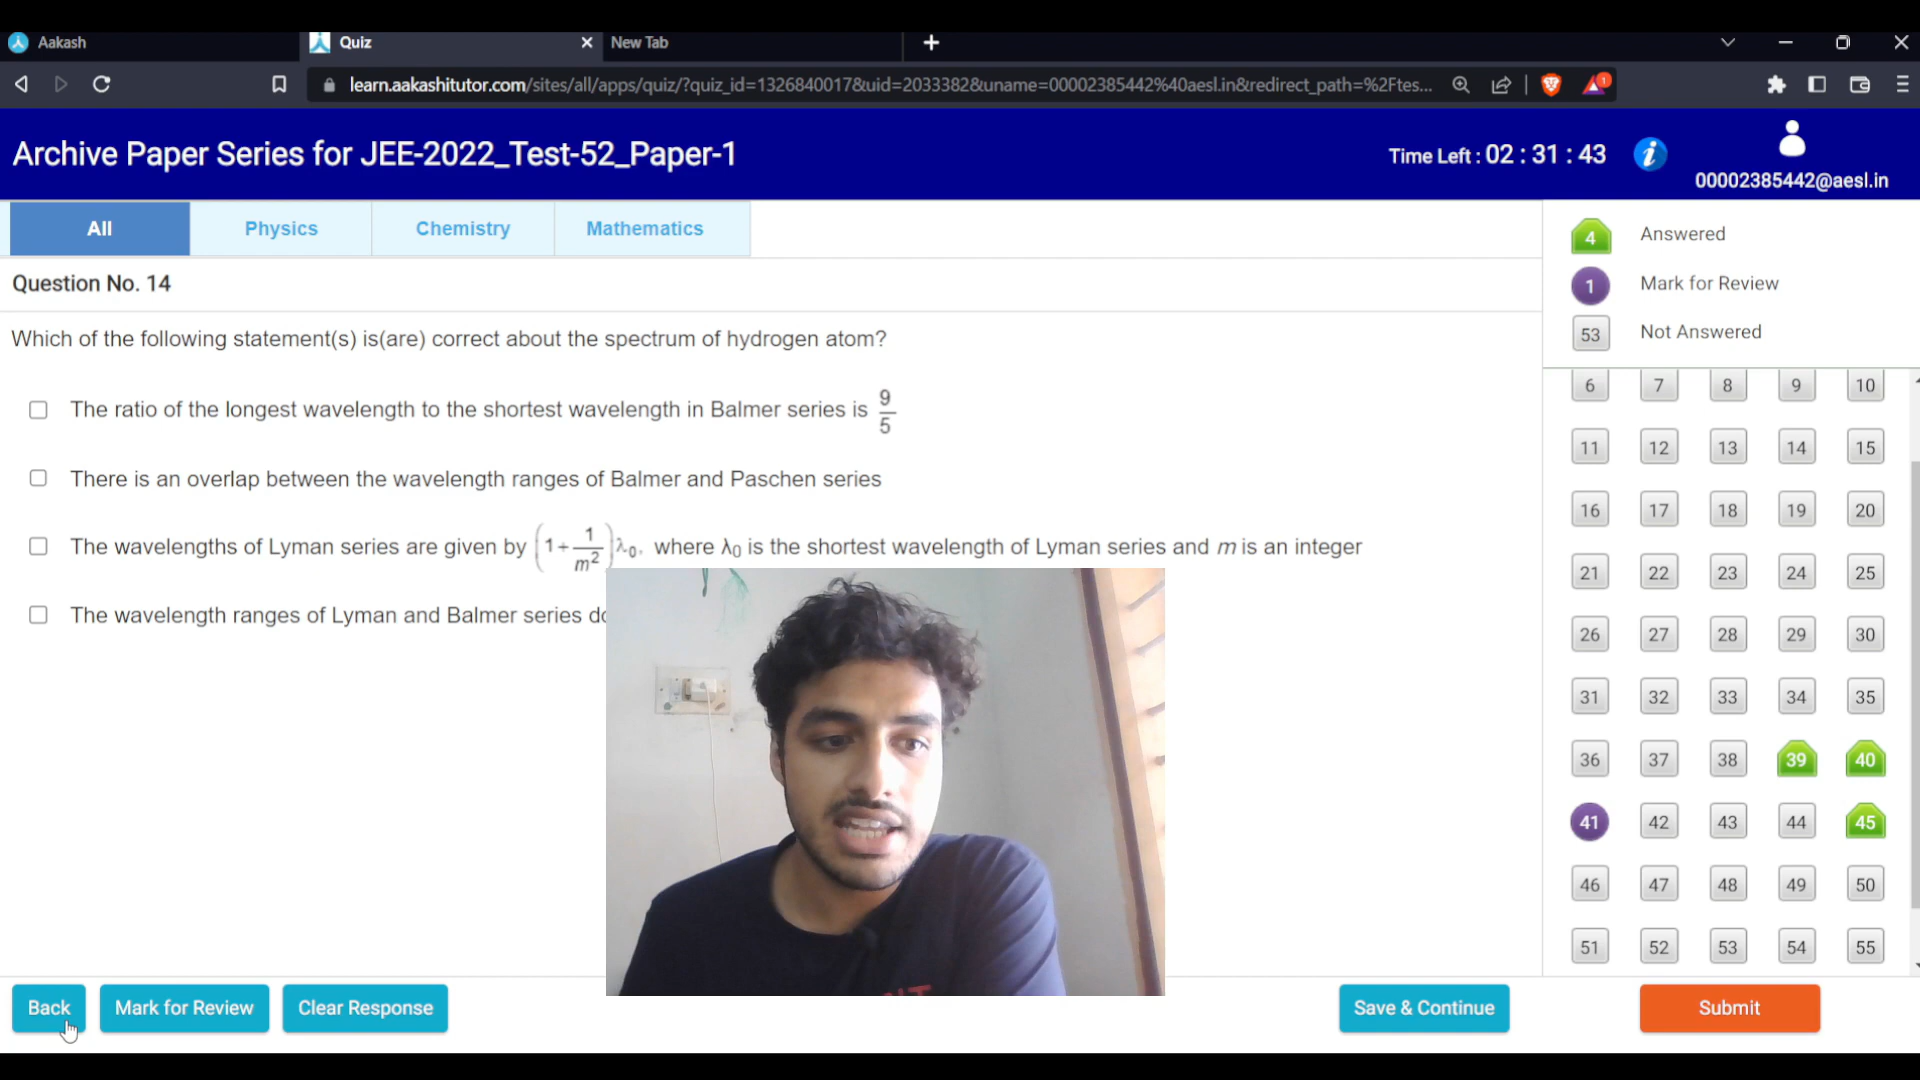 Aakash
Quiz
New Tab
learn.aakashitutor.com/sites/all/apps/quiz/?quiz_id=1326840017&uid=2033382&uname=00002385442%40aesl.in&redirect_path=%2Ftes...
1
Archive Paper Series for JEE-2022_Test-52_Paper-1
Time Left : 02 : 31 : 43
i
00002385442@aesl.in
All
Physics
Chemistry
Mathematics
4 Answered
1 Mark for Review
53 Not Answered
Question No. 14
Which of the following statement(s) is(are) correct about the spectrum of hydrogen atom?
The ratio of the longest wavelength to the shortest wavelength in Balmer series is 9/5
There is an overlap between the wavelength ranges of Balmer and Paschen series
The wavelengths of Lyman series are given by (1+1/m²)λ₀, where λ₀ is the shortest wavelength of Lyman series and m is an integer
The wavelength ranges of Lyman and Balmer series
6 7 8 9 10
11 12 13 14 15
16 17 18 19 20
21 22 23 24 25
26 27 28 29 30
31 32 33 34 35
36 37 38 39 40
41 42 43 44 45
46 47 48 49 50
51 52 53 54 55
Back
Mark for Review
Clear Response
Save & Continue
Submit